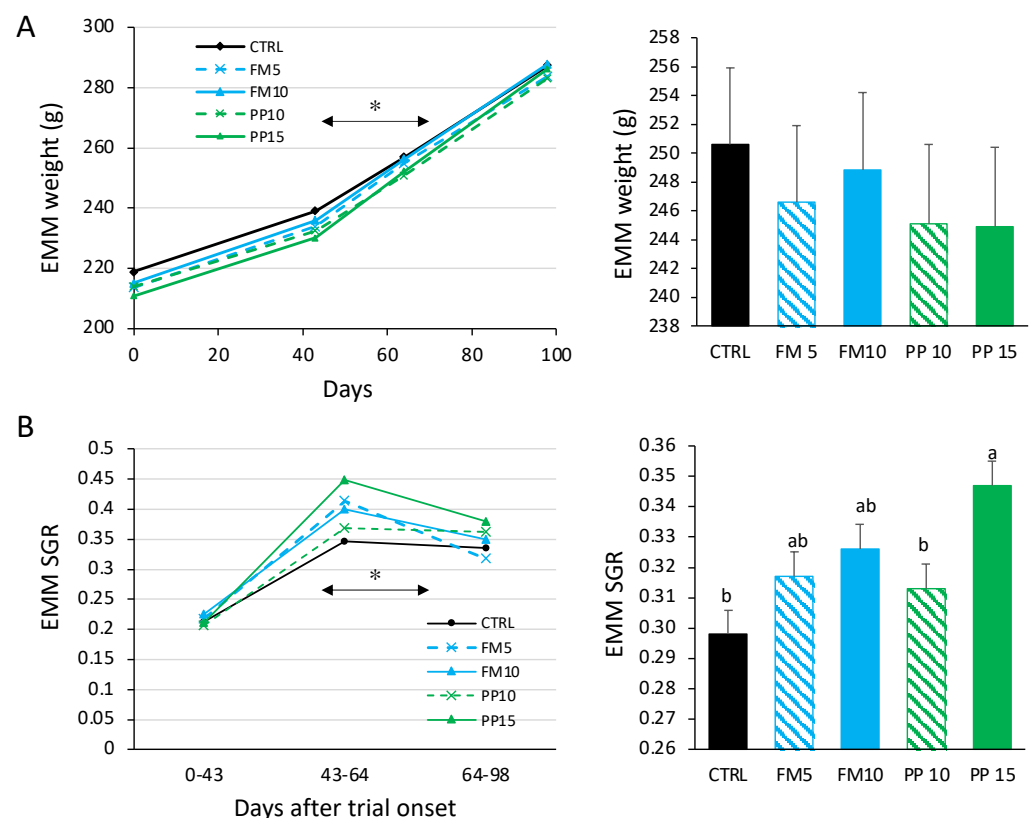 A
EMM weight (g)
300
280
260
240
220
200
CTRL
FM5
FM10
PP10
PP15
*
0
20
40
60
80
100
Days
EMM weight (g)
258
256
254
252
250
248
246
244
242
240
238
CTRL
FM 5
FM10
PP 10
PP 15
B
EMM SGR
0.5
0.45
0.4
0.35
0.3
0.25
0.2
0.15
0.1
0.05
0
*
CTRL
FM5
FM10
PP10
PP15
0-43
43-64
64-98
Days after trial onset
EMM SGR
0.36
0.35
0.34
0.33
0.32
0.31
0.30
0.29
0.28
0.27
0.26
b
ab
ab
b
a
CTRL
FM5
FM10
PP 10
PP 15